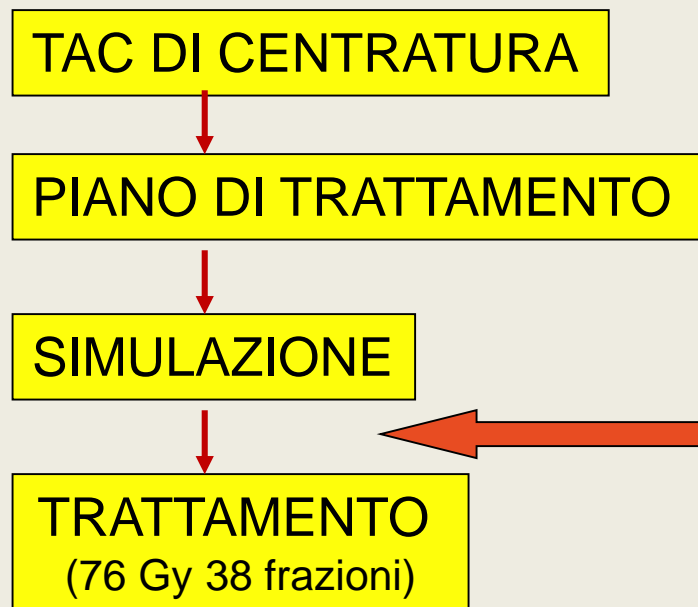 TAC DI CENTRATURA
PIANO DI TRATTAMENTO
SIMULAZIONE
TRATTAMENTO
(76 Gy 38 frazioni)